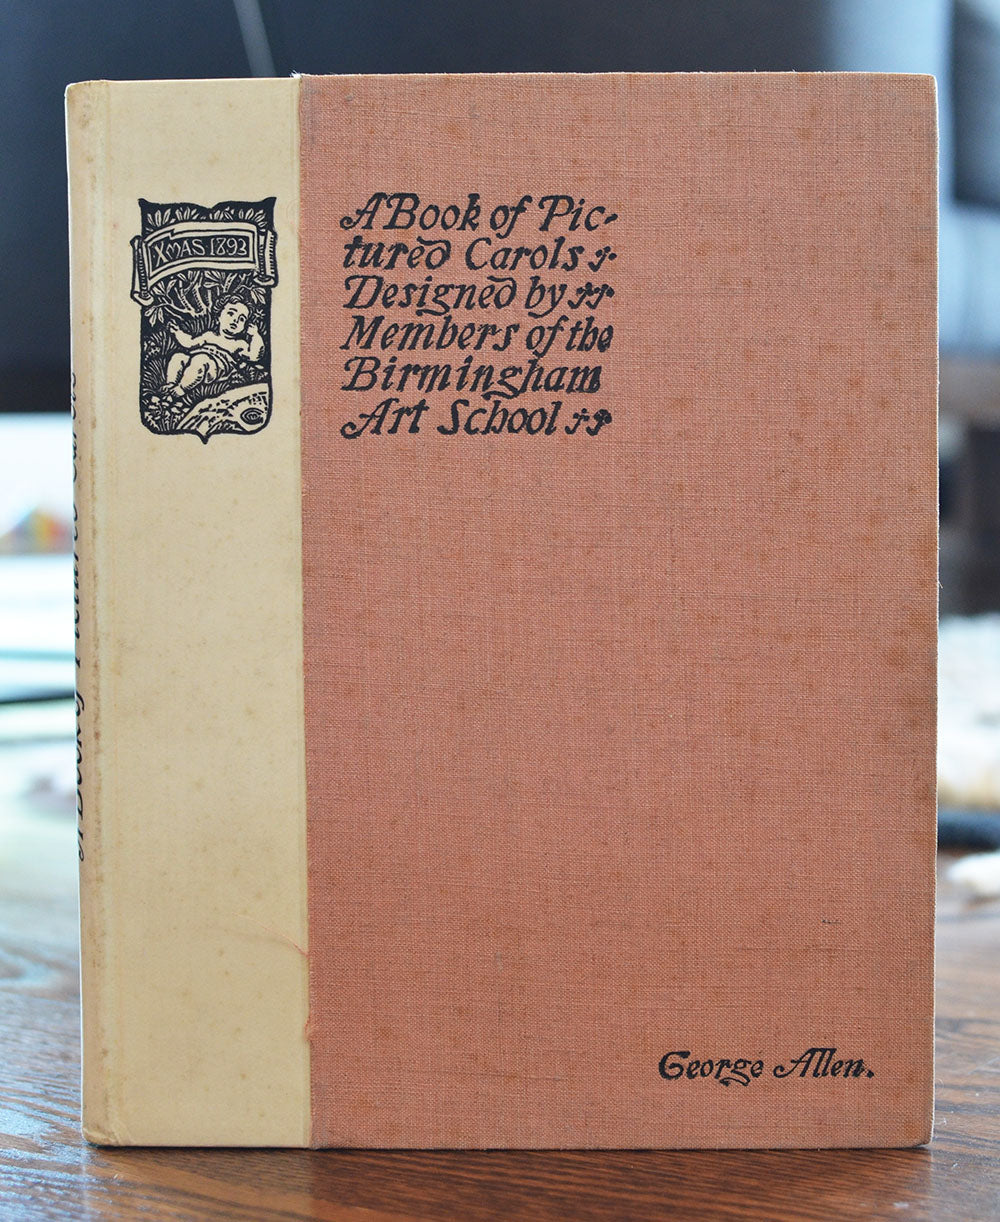 XMAS 1893
A Book of Pic-
tured Carols
Designed by
Members of the
Birmingham
Art School
George Allen.